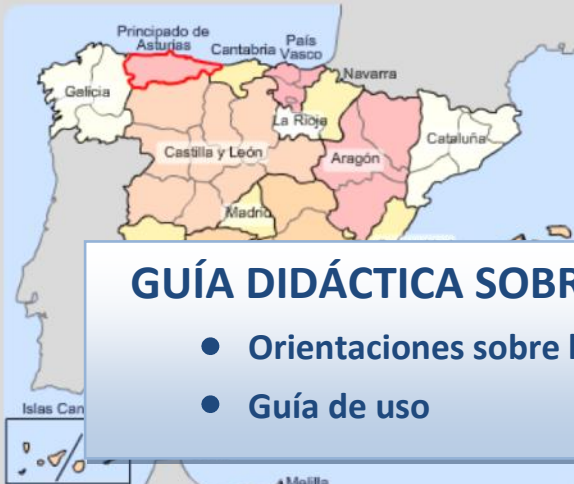 Principado de
Asturias
Cantabria
País
Vasco
Navarra
Galicia
La Rioja
Castilla y León
Aragón
Cataluña
Madrid
GUÍA DIDÁCTICA SOBR
• Orientaciones sobre l
• Guía de uso
Islas Can
Melilla